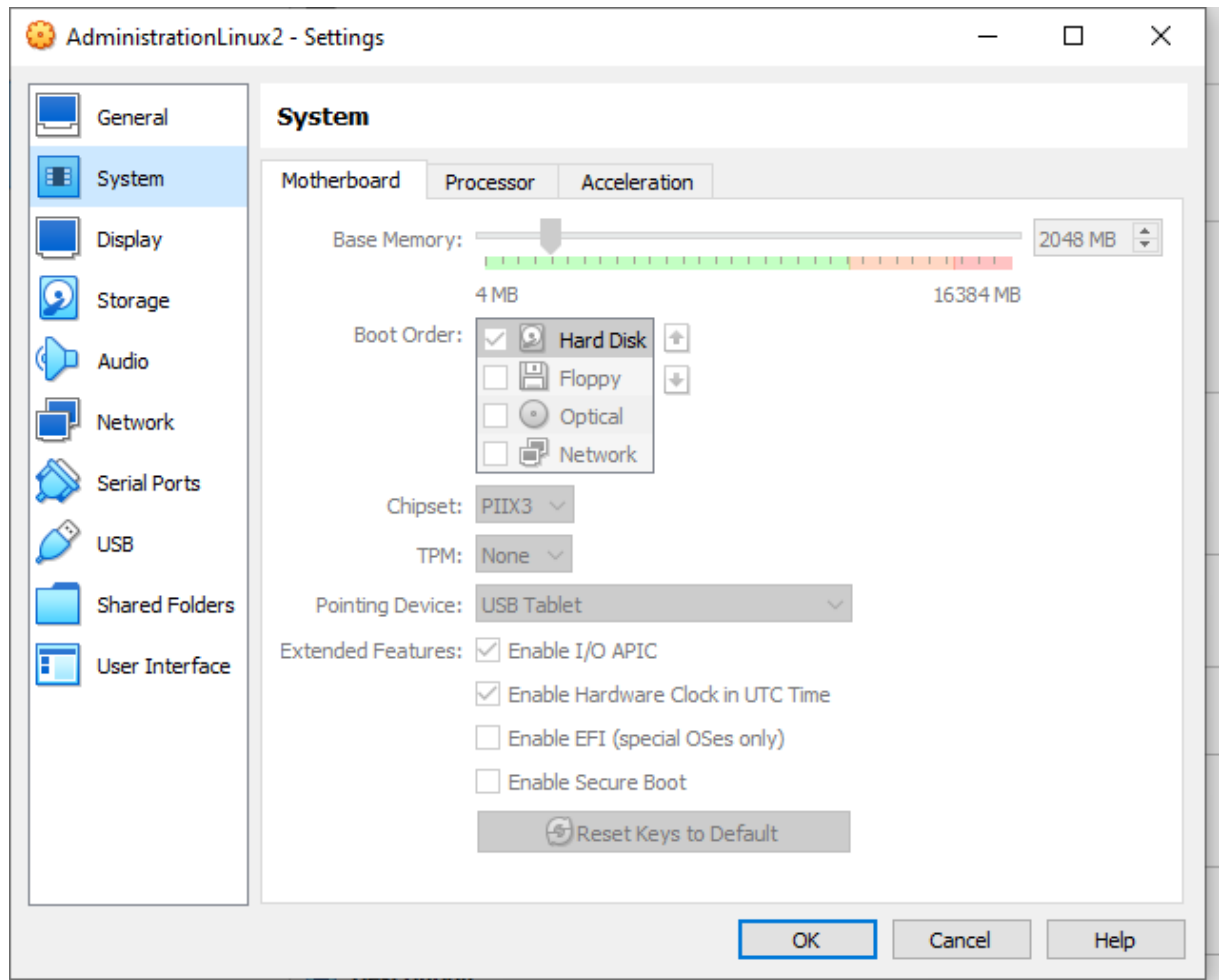 AdministrationLinux2 - Settings
General
System
Display
Storage
Audio
Network
Serial Ports
USB
Shared Folders
User Interface
System
Motherboard Processor Acceleration
Base Memory: 2048 MB
4 MB 16384 MB
Boot Order: Hard Disk
Floppy
Optical
Network
Chipset: PIIX3
TPM: None
Pointing Device: USB Tablet
Extended Features: Enable I/O APIC
Enable Hardware Clock in UTC Time
Enable EFI (special OSes only)
Enable Secure Boot
Reset Keys to Default
OK Cancel Help